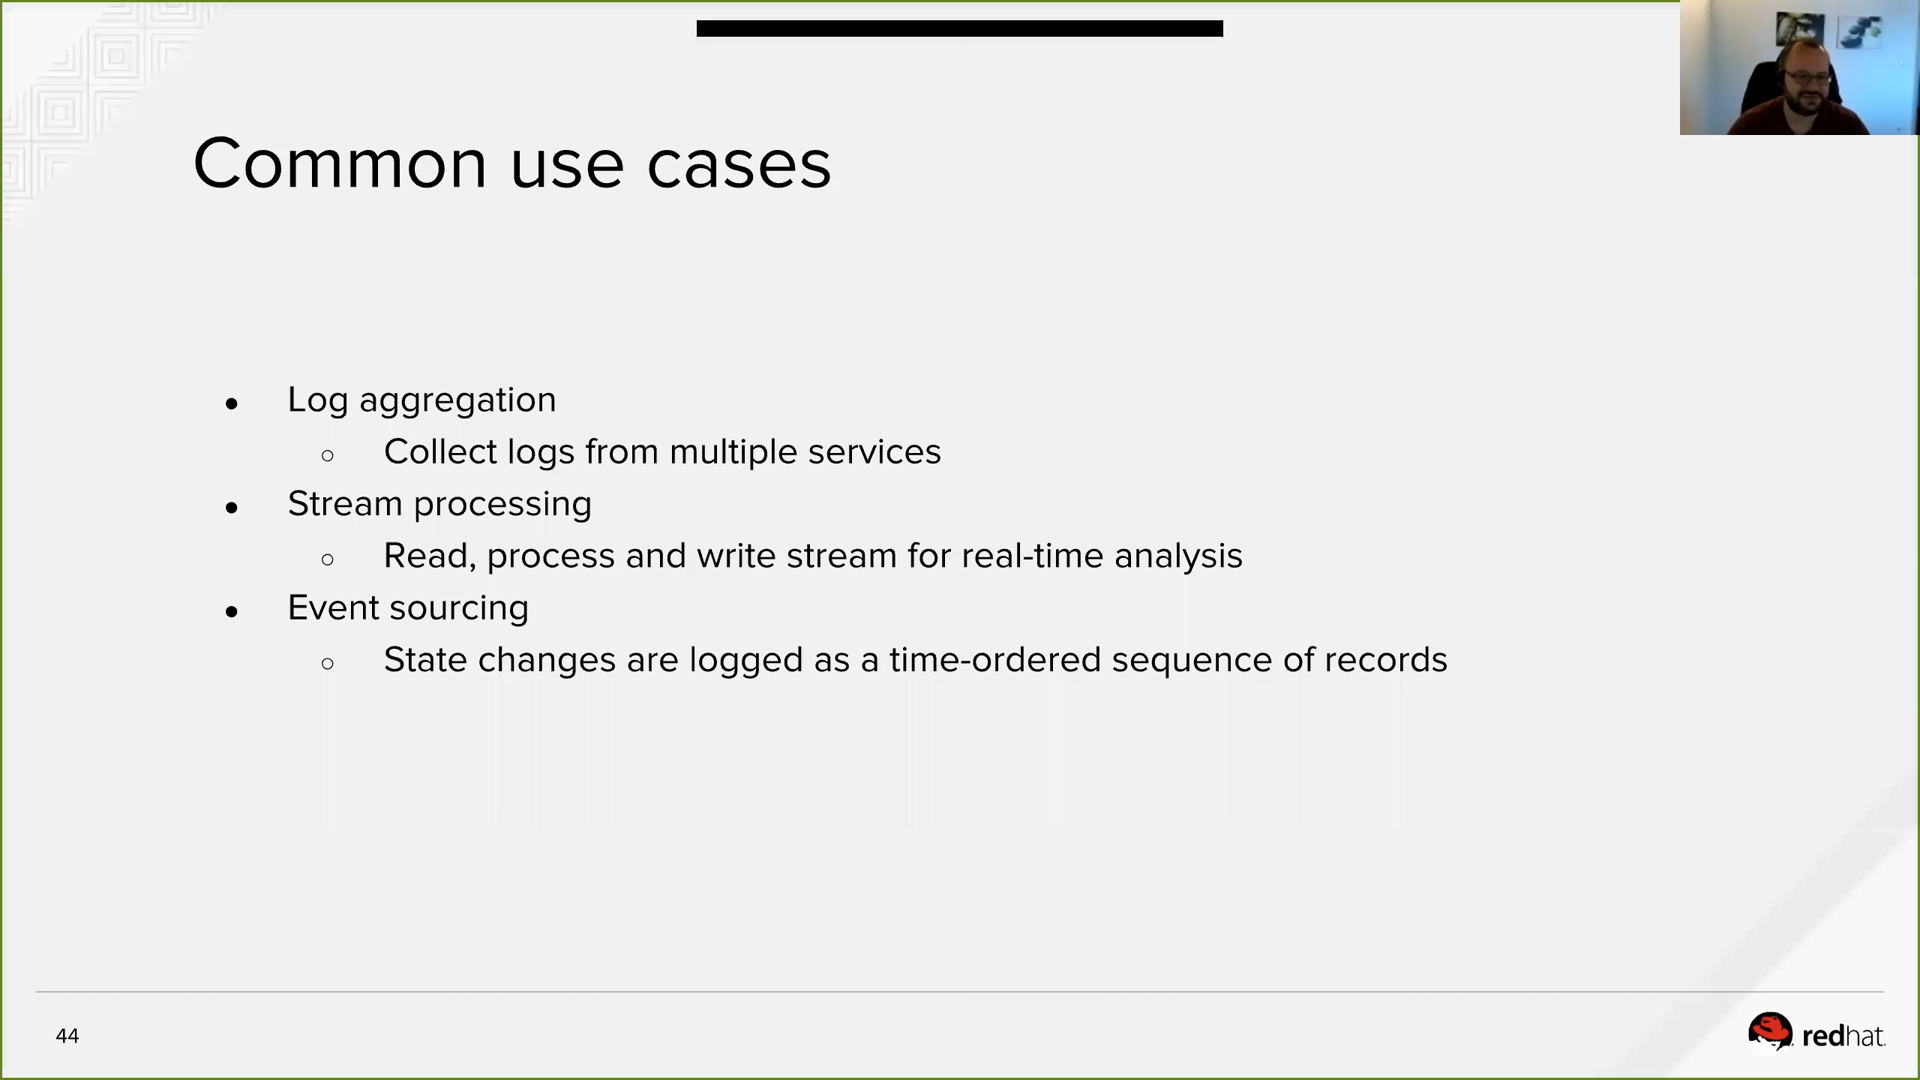 Common use cases
● Log aggregation
○ Collect logs from multiple services
● Stream processing
○ Read, process and write stream for real-time analysis
● Event sourcing
○ State changes are logged as a time-ordered sequence of records
44
redhat.